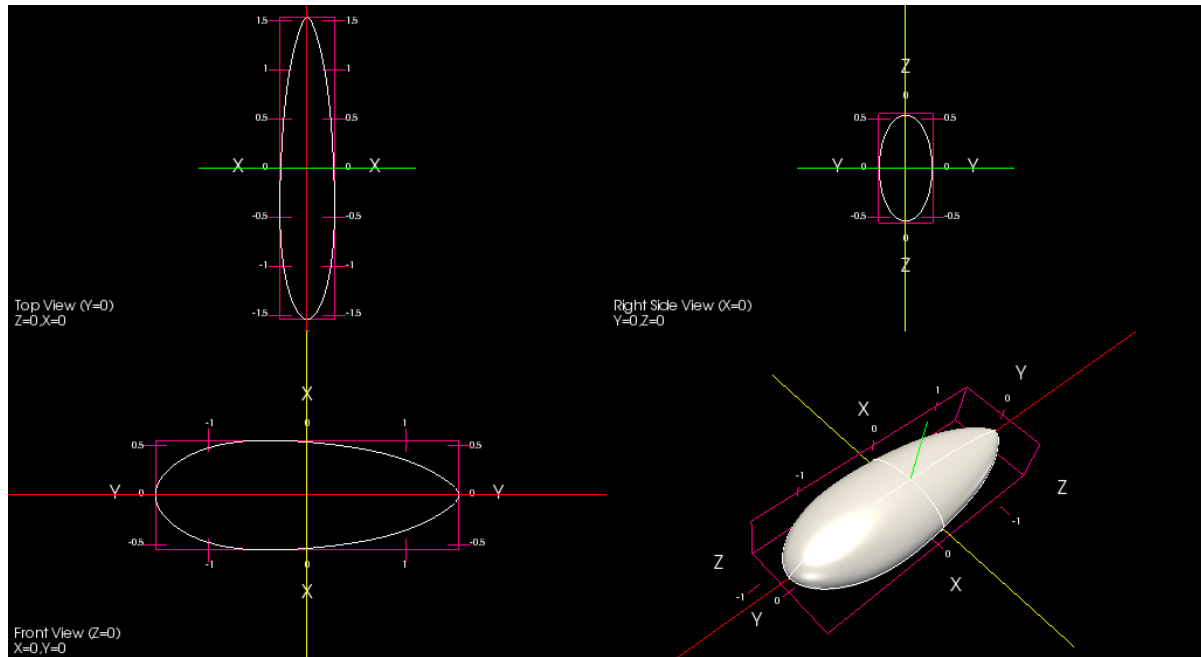 1.5 1.5
1 1
0.5 0.5
X 0 0 X
-0.5 -0.5
-1 -1
-1.5 -1.5
Top View (Y=0)
Z=0,X=0
Z
0
0.5 0.5
Y 0 0 Y
-0.5 -0.5
0
Z
Right Side View (X=0)
Y=0,Z=0
X
-1 0 1
0.5 0.5
Y 0 0 Y
-0.5 -0.5
-1 0 1
X
Front View (Z=0)
X=0,Y=0
Y
1 0
X
0
-1
Z
-1
Z 0
X
-1 0
Y